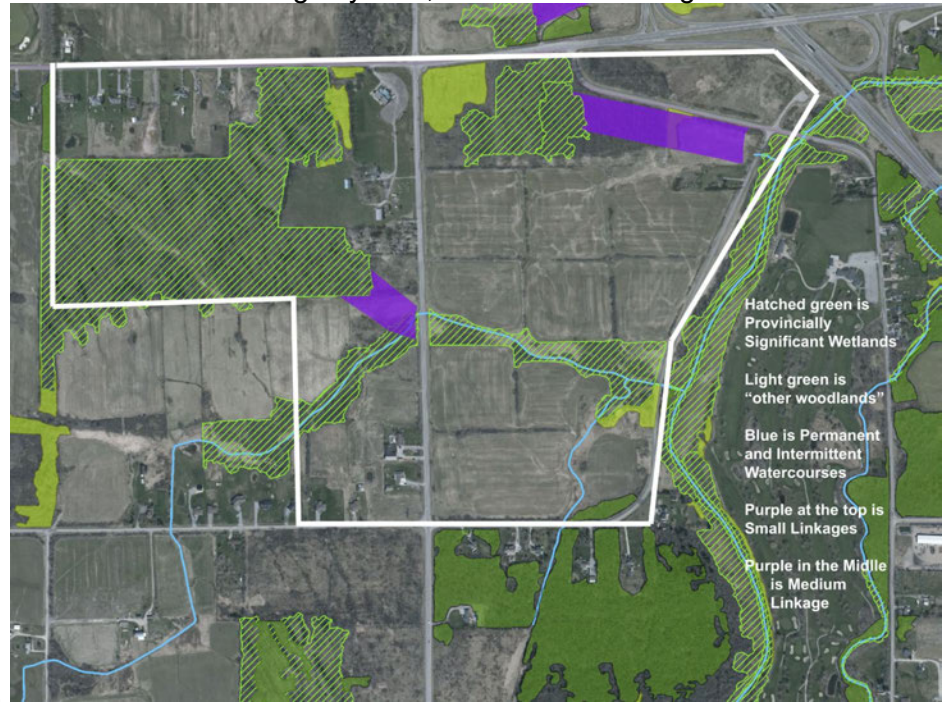 Hatched green is
Provincially
Significant Wetlands
Light green is
“other woodlands”
Blue is Permanent
and Intermittent
Watercourses
Purple at the top is
Small Linkages
Purple in the Midlle
is Medium
Linkage